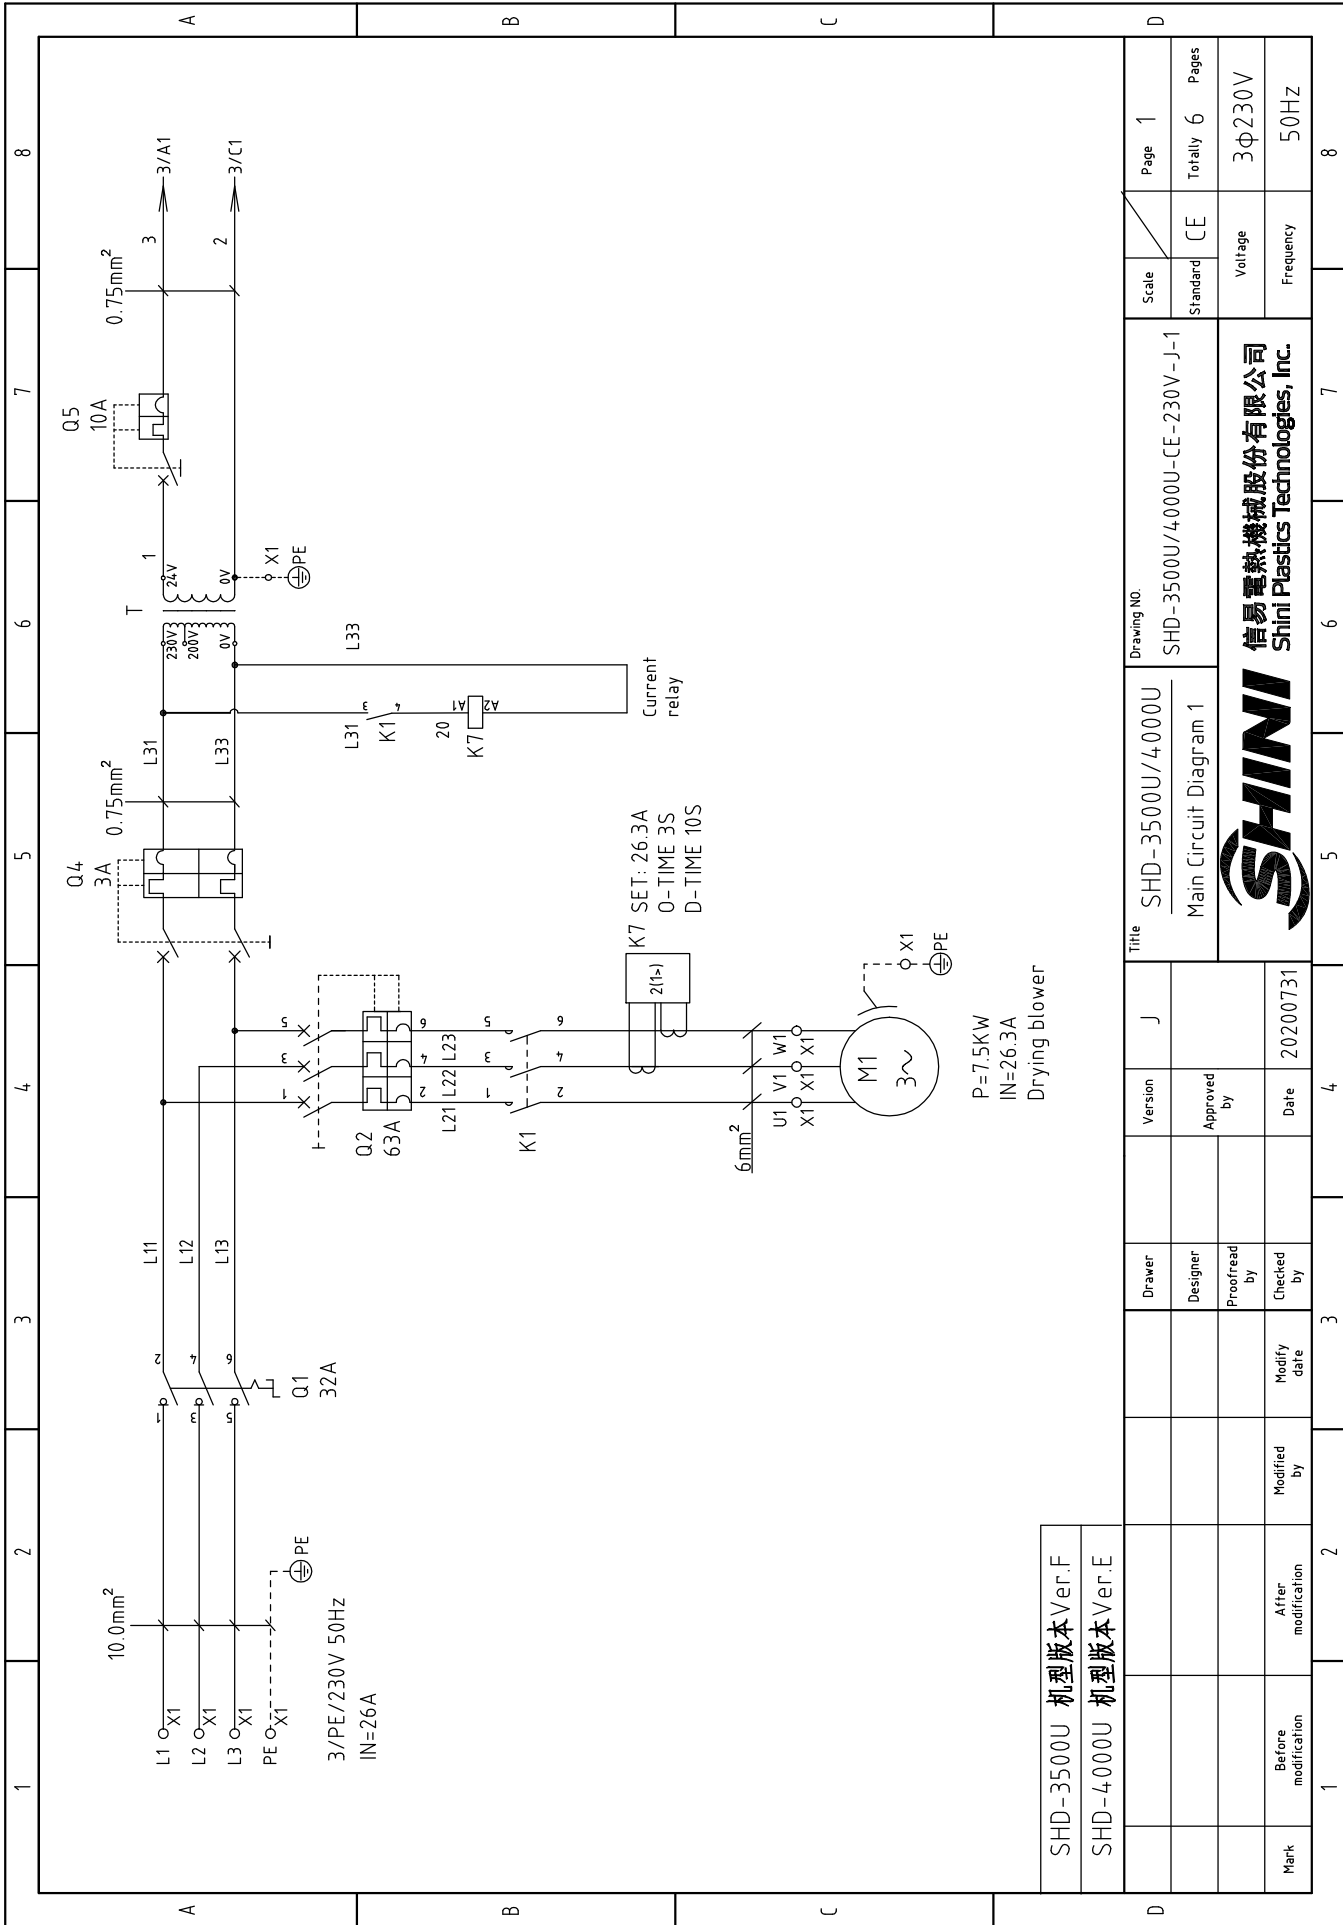 1 2 3 4 5 6 7 8
A
B
C
D
10.0mm²
L1 X1
L2 X1
L3 X1
PE X1
PE
3/PE/230V 50Hz
IN=26A
1 2
3 4
5 6
Q1
32A
L11
L12
L13
Q4
3A
0.75mm²
L31
L33
T
230V
200V
0V
24V
0V
1
X1
PE
Q5
10A
0.75mm²
3
3/A1
2
3/C1
1 3 5
Q2
63A
2 4 6
L21 L22 L23
1 3 5
K1
2 4 6
L31
3
4
K1
20
A1
A2
K7
L33
Current
relay
K7 SET: 26.3A
O-TIME 3S
D-TIME 10S
2(I>)
6mm²
U1 V1 W1
X1 X1 X1
M1
3~
X1
PE
P=7.5KW
IN=26.3A
Drying blower
SHD-3500U 机型版本Ver.F
SHD-4000U 机型版本Ver.E
Mark
Before
modification
After
modification
Modified
by
Modify
date
Drawer
Designer
Proofread
by
Checked
by
Version J
Approved
by
Date 20200731
Title
SHD-3500U/4000U
Main Circuit Diagram 1
Drawing NO.
SHD-3500U/4000U-CE-230V-J-1
Scale
Page 1
Standard CE
Totally 6 Pages
Voltage 3φ230V
Frequency 50Hz
SHINI
信易電熱機械股份有限公司
Shini Plastics Technologies, Inc.
A
B
C
D
1 2 3 4 5 6 7 8